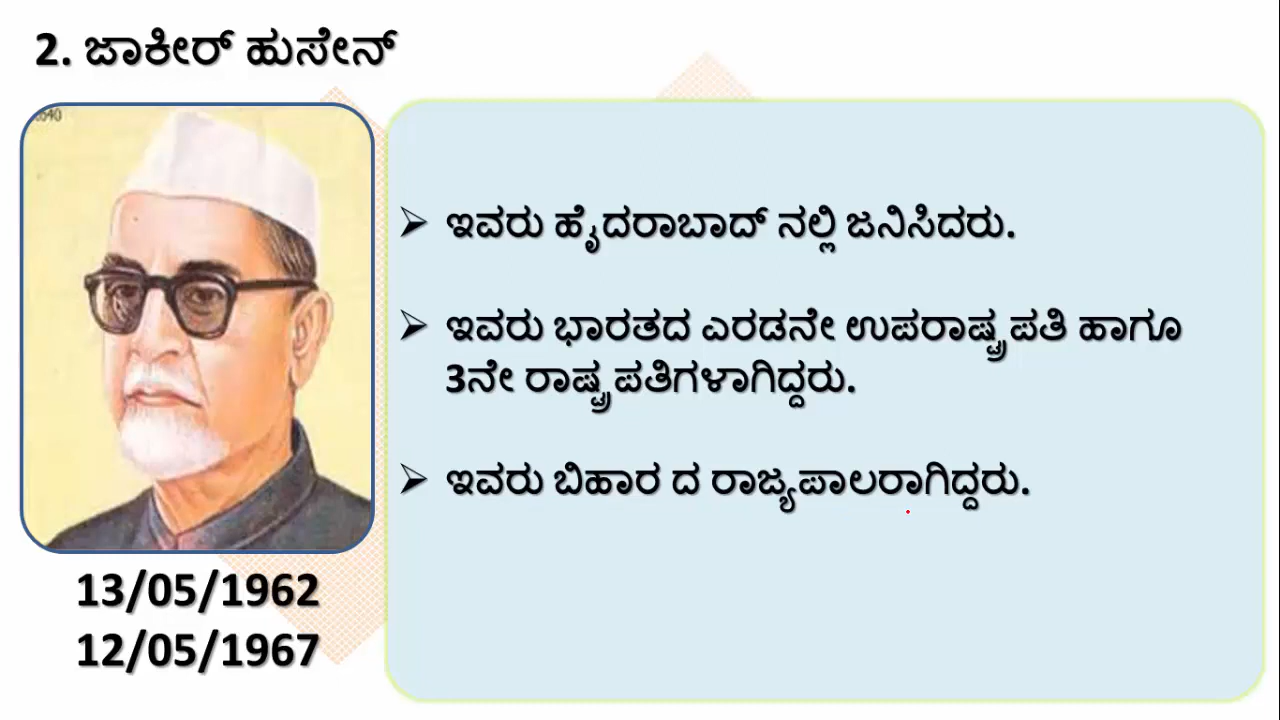 2. ಜಾಕೀರ್ ಹುಸೇನ್
ಇವರು ಹೈದರಾಬಾದ್ ನಲ್ಲಿ ಜನಿಸಿದರು.
ಇವರು ಭಾರತದ ಎರಡನೇ ಉಪರಾಷ್ಟ್ರಪತಿ ಹಾಗೂ
3ನೇ ರಾಷ್ಟ್ರಪತಿಗಳಾಗಿದ್ದರು.
ಇವರು ಬಿಹಾರ ದ ರಾಜ್ಯಪಾಲರಾಗಿದ್ದರು.
13/05/1962
12/05/1967